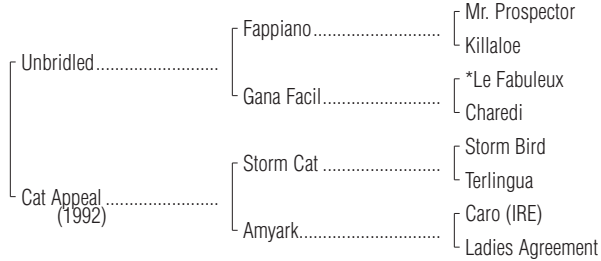 Mr. Prospector
Fappiano
Killaloe
Unbridled
*Le Fabuleux
Gana Facil
Charedi
Storm Bird
Storm Cat
Terlingua
Cat Appeal
(1992)
Caro (IRE)
Amyark
Ladies Agreement